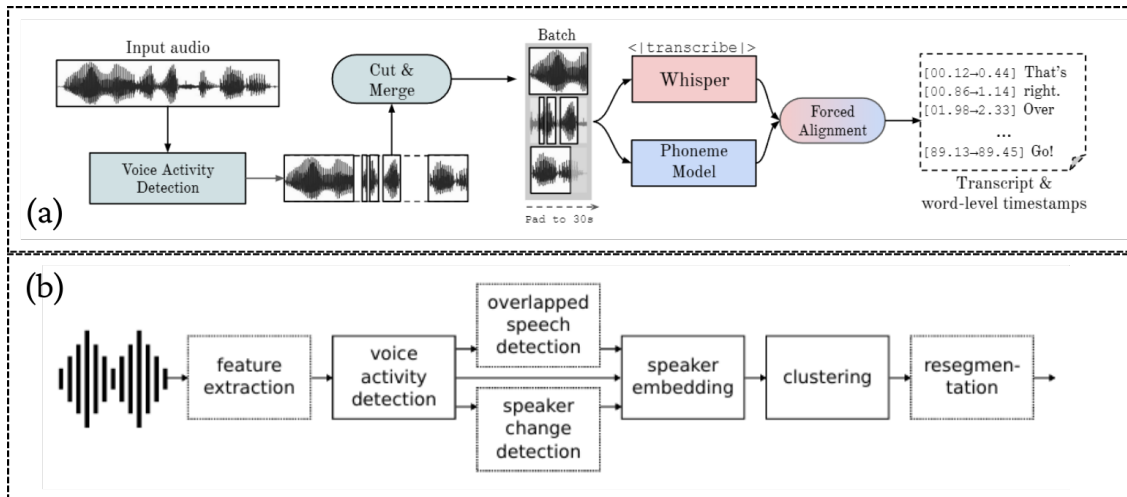 (a)
Input audio
Voice Activity
Detection
Cut &
Merge
Batch
Pad to 30s
<|transcribe|>
Whisper
Phoneme
Model
Forced
Alignment
[00.12→0.44] That's
[00.86→1.14] right.
[01.98→2.33] Over
...
[89.13→89.45] Go!
Transcript &
word-level timestamps
(b)
feature
extraction
voice
activity
detection
overlapped
speech
detection
speaker
change
detection
speaker
embedding
clustering
resegmen-
tation